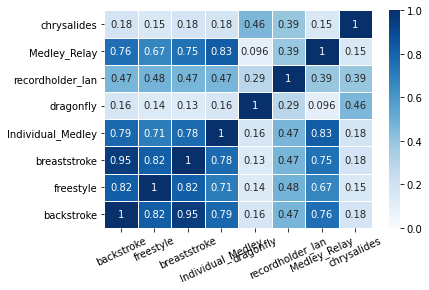 chrysalides 0.18 0.15 0.18 0.18 0.46 0.39 0.15 1
Medley_Relay 0.76 0.67 0.75 0.83 0.096 0.39 1 0.15
recordholder_lan 0.47 0.48 0.47 0.47 0.29 1 0.39 0.39
dragonfly 0.16 0.14 0.13 0.16 1 0.29 0.096 0.46
Individual_Medley 0.79 0.71 0.78 1 0.16 0.47 0.83 0.18
breaststroke 0.95 0.82 1 0.78 0.13 0.47 0.75 0.18
freestyle 0.82 1 0.82 0.71 0.14 0.48 0.67 0.15
backstroke 1 0.82 0.95 0.79 0.16 0.47 0.76 0.18
backstroke freestyle breaststroke Individual_Medley dragonfly recordholder_lan Medley_Relay chrysalides
1.0
0.8
0.6
0.4
0.2
0.0